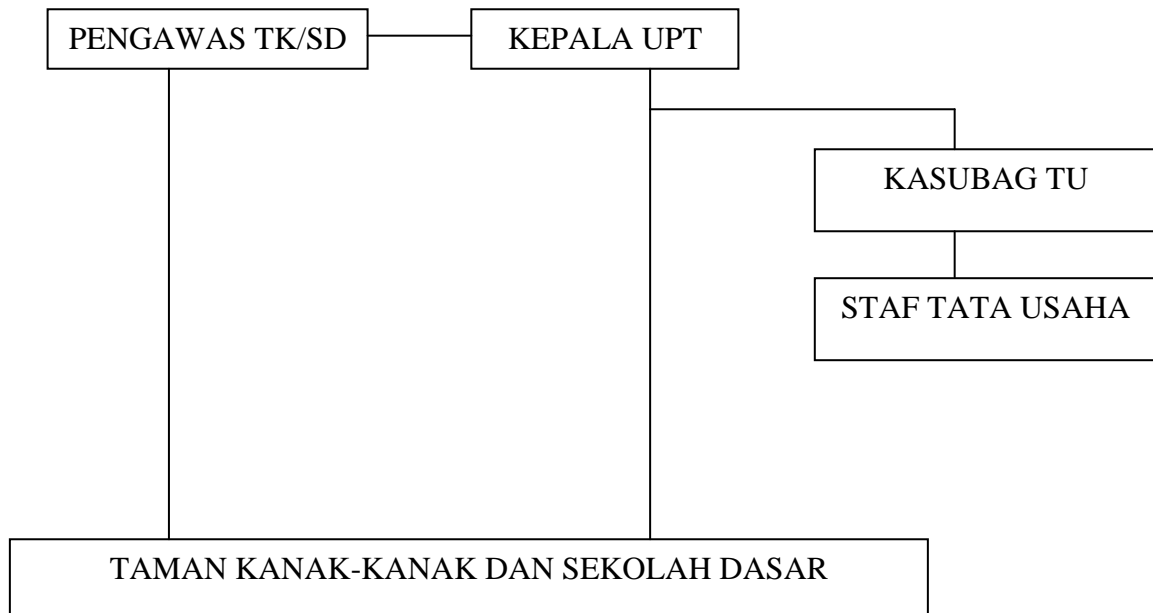 PENGAWAS TK/SD
KEPALA UPT
KASUBAG TU
STAF TATA USAHA
TAMAN KANAK-KANAK DAN SEKOLAH DASAR